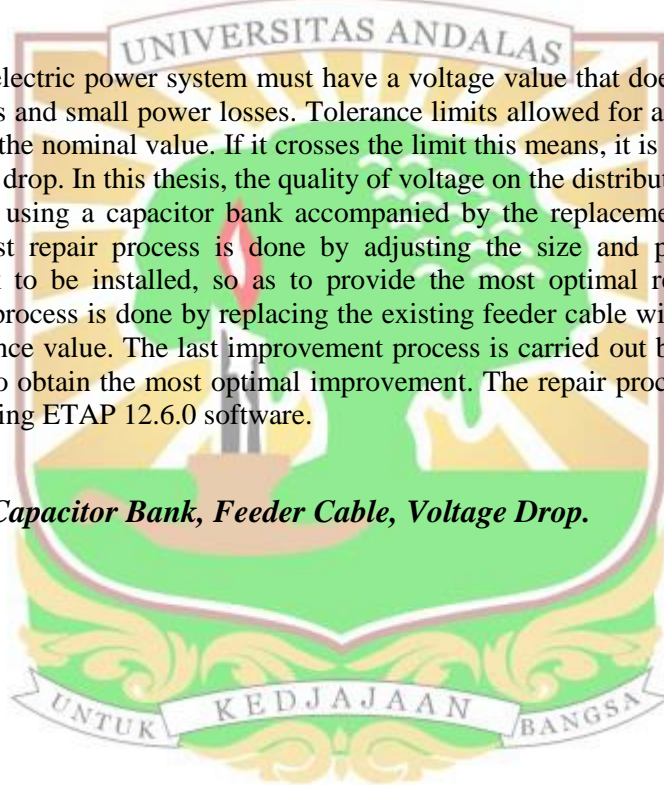 UNIVERSITAS ANDALAS
electric power system must have a voltage value that doe
s and small power losses. Tolerance limits allowed for a
the nominal value. If it crosses the limit this means, it is
drop. In this thesis, the quality of voltage on the distribut
using a capacitor bank accompanied by the replaceme
st repair process is done by adjusting the size and p
to be installed, so as to provide the most optimal re
process is done by replacing the existing feeder cable wi
nce value. The last improvement process is carried out b
o obtain the most optimal improvement. The repair proc
ing ETAP 12.6.0 software.
Capacitor Bank, Feeder Cable, Voltage Drop.
UNTUK KEDJAJAAN BANGSA